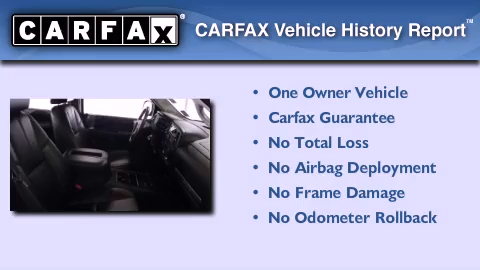 CARFAX® CARFAX Vehicle History Report™
• One Owner Vehicle
• Carfax Guarantee
• No Total Loss
• No Airbag Deployment
• No Frame Damage
• No Odometer Rollback